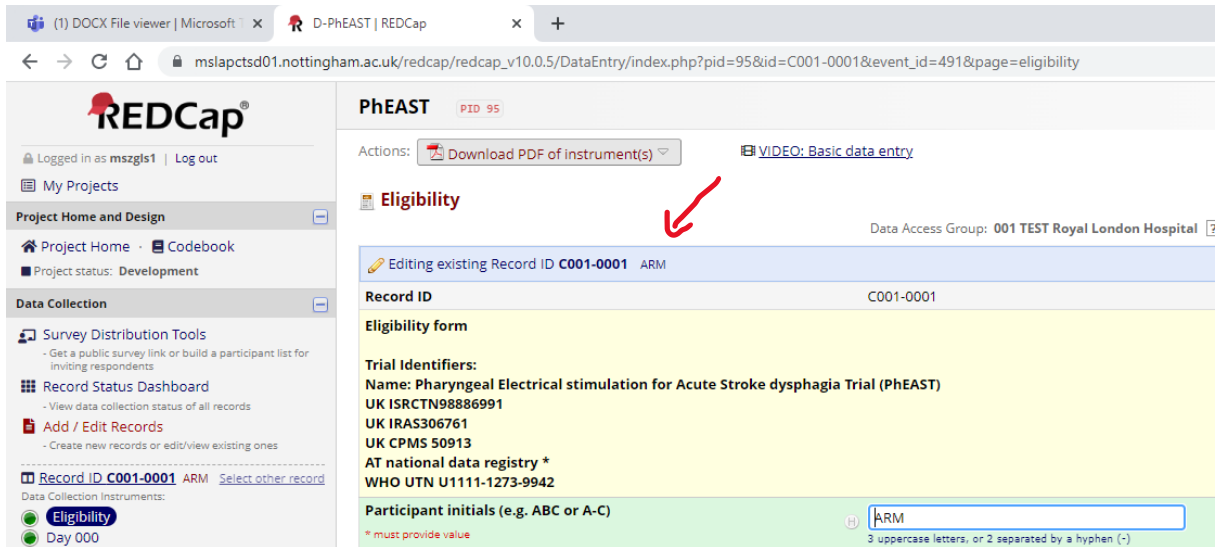 (1) DOCX File viewer | Microsoft
D-PhEAST | REDCap
mslapctsd01.nottingham.ac.uk/redcap/redcap_v10.0.5/DataEntry/index.php?pid=95&id=C001-0001&event_id=491&page=eligibility
REDCap®
Logged in as mszgls1 | Log out
My Projects
Project Home and Design
Project Home · Codebook
Project status: Development
Data Collection
Survey Distribution Tools
- Get a public survey link or build a participant list for
inviting respondents
Record Status Dashboard
- View data collection status of all records
Add / Edit Records
- Create new records or edit/view existing ones
Record ID C001-0001 ARM Select other record
Data Collection Instruments:
Eligibility
Day 000
PhEAST PID 95
Actions: Download PDF of instrument(s) VIDEO: Basic data entry
Eligibility
Data Access Group: 001 TEST Royal London Hospital ?
Editing existing Record ID C001-0001 ARM
Record ID C001-0001
Eligibility form
Trial Identifiers:
Name: Pharyngeal Electrical stimulation for Acute Stroke dysphagia Trial (PhEAST)
UK ISRCTN98886991
UK IRAS306761
UK CPMS 50913
AT national data registry *
WHO UTN U1111-1273-9942
Participant initials (e.g. ABC or A-C)
* must provide value
H ARM
3 uppercase letters, or 2 separated by a hyphen (-)